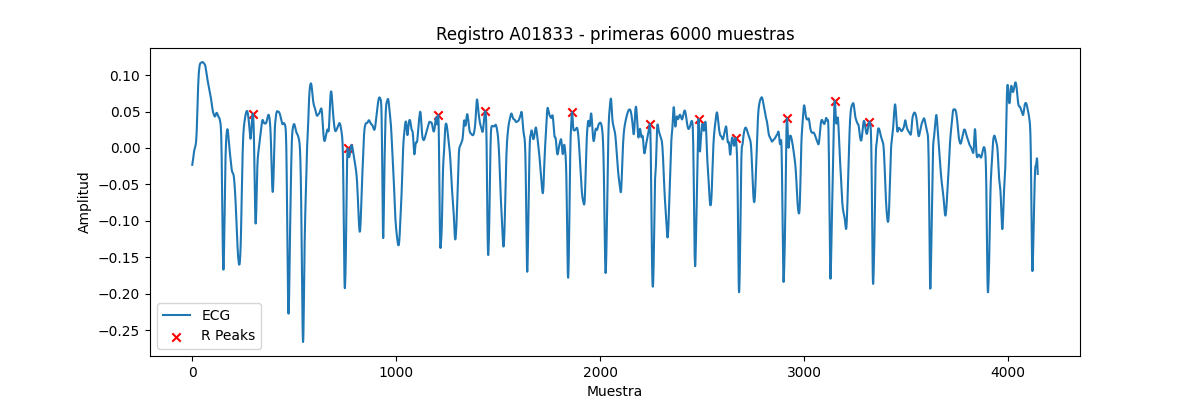 Registro A01833 - primeras 6000 muestras
Amplitud
0.10
0.05
0.00
−0.05
−0.10
−0.15
−0.20
−0.25
ECG
R Peaks
0
1000
2000
3000
4000
Muestra